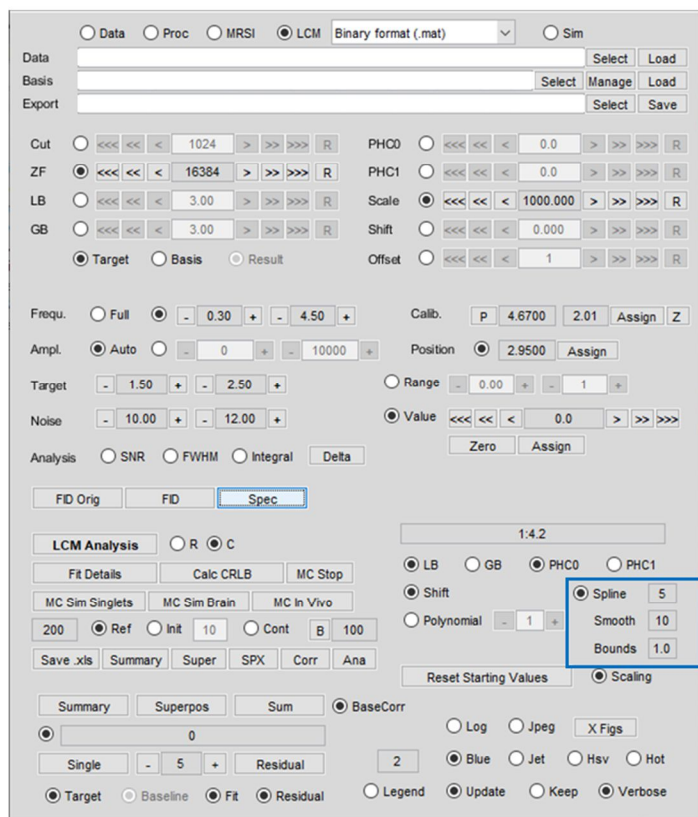 Data Proc MRSI LCM Binary format (.mat) Sim
Data Select Load
Basis Select Manage Load
Export Select Save
Cut <<< << < 1024 > >> >>> R PHC0 <<< << < 0.0 > >> >>> R
ZF <<< << < 16384 > >> >>> R PHC1 <<< << < 0.0 > >> >>> R
LB <<< << < 3.00 > >> >>> R Scale <<< << < 1000.000 > >> >>> R
GB <<< << < 3.00 > >> >>> R Shift <<< << < 0.000 > >> >>> R
Target Basis Result Offset <<< << < 1 > >> >>> R
Frequ. Full - 0.30 + - 4.50 + Calib. P 4.6700 2.01 Assign Z
Ampl. Auto - 0 + - 10000 + Position 2.9500 Assign
Target - 1.50 + - 2.50 + Range - 0.00 + - 1 +
Noise - 10.00 + - 12.00 + Value <<< << < 0.0 > >> >>>
Zero Assign
Analysis SNR FWHM Integral Delta
FID Orig FID Spec
1:4.2
LCM Analysis R C LB GB PHC0 PHC1
Fit Details Calc CRLB MC Stop Shift Spline 5
MC Sim Singlets MC Sim Brain MC In Vivo Polynomial - 1 + Smooth 10
200 Ref Init 10 Cont B 100 Bounds 1.0
Save .xls Summary Super SPX Corr Ana Reset Starting Values Scaling
Summary Superpos Sum BaseCorr
0 Log Jpeg X Figs
Single - 5 + Residual 2 Blue Jet Hsv Hot
Target Baseline Fit Residual Legend Update Keep Verbose